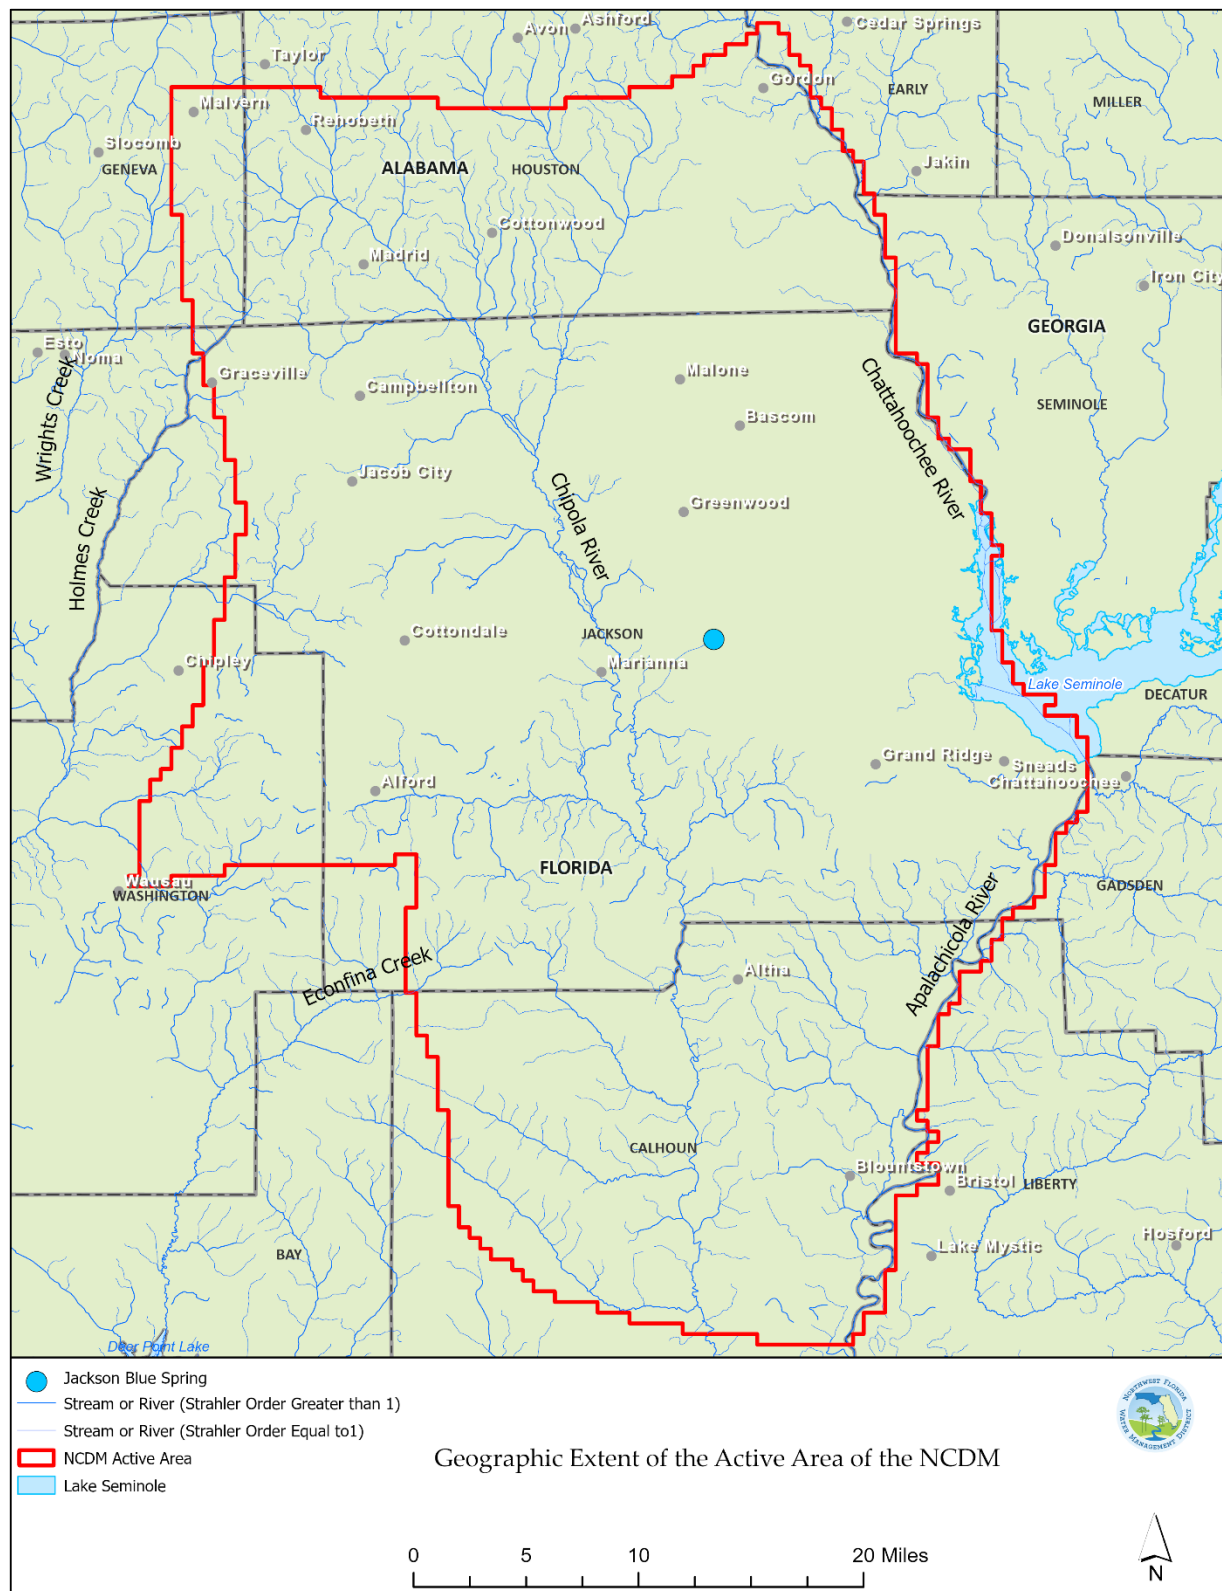 Ashford
Cedar Springs
Avon
Taylor
Gordon
EARLY
MILLER
Malvern
Rehobeth
Slocomb
GENEVA
ALABAMA
HOUSTON
Jakin
Cottonwood
Donalsonville
Madrid
Iron City
GEORGIA
Esto
Noma
Graceville
Malone
Campbellton
Wrights Creek
Chattahoochee River
SEMINOLE
Bascom
Jacob City
Chipola River
Greenwood
Holmes Creek
Cottondale
JACKSON
Marianna
Chipley
Lake Seminole
DECATUR
Grand Ridge
Sneads
Chattahoochee
Alford
FLORIDA
Wausau
WASHINGTON
GADSDEN
Apalachicola River
Econfina Creek
Altha
CALHOUN
Blountstown
Bristol
LIBERTY
BAY
Lake Mystic
Hosford
Deer Point Lake
Jackson Blue Spring
Stream or River (Strahler Order Greater than 1)
Stream or River (Strahler Order Equal to1)
NCDM Active Area
Lake Seminole
Geographic Extent of the Active Area of the NCDM
NORTHWEST FLORIDA
WATER MANAGEMENT DISTRICT
0 5 10 20 Miles
N